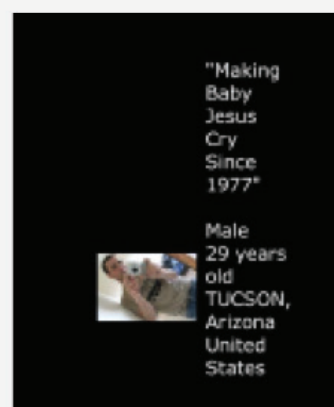 "Making
Baby
Jesus
Cry
Since
1977"
Male
29 years
old
TUCSON,
Arizona
United
States